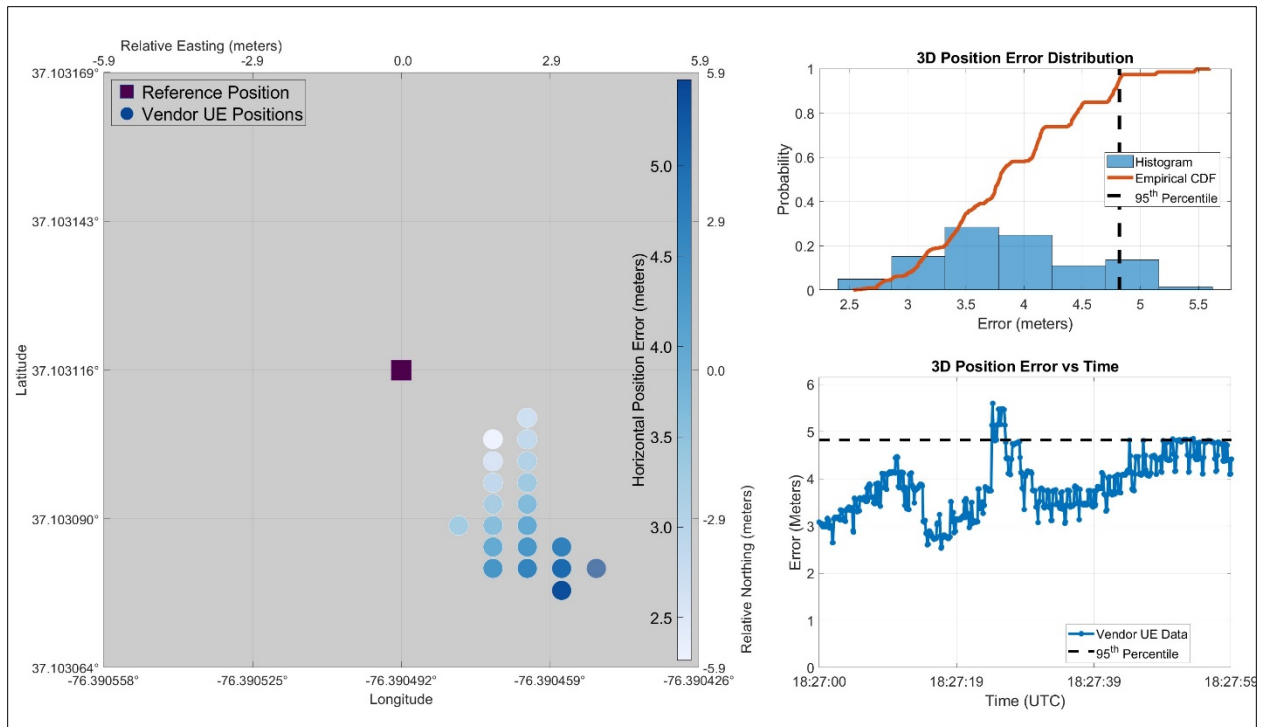 Relative Easting (meters)
-5.9 -2.9 0.0 2.9 5.9
37.103169°
37.103143°
37.103116°
37.103090°
37.103064°
Latitude
Reference Position
Vendor UE Positions
-76.390558 -76.390525 -76.390492 -76.390459 -76.390426
Longitude
5.0
4.5
4.0
3.5
3.0
2.5
Horizontal Position Error (meters)
5.9
2.9
0.0
-2.9
-5.9
Relative Northing (meters)
3D Position Error Distribution
1
0.8
0.6
0.4
0.2
0
Probability
Histogram
Empirical CDF
95th Percentile
2.5 3 3.5 4 4.5 5 5.5
Error (meters)
3D Position Error vs Time
6
5
4
3
2
1
0
Error (Meters)
Vendor UE Data
95th Percentile
18:27:00 18:27:19 18:27:39 18:27:59
Time (UTC)